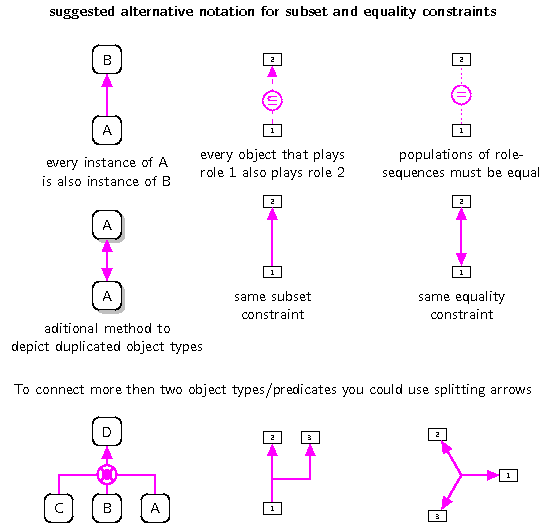 suggested alternative notation for subset and equality constraints
B
A
2
⊆
1
2
=
1
every instance of A
is also instance of B
every object that plays
role 1 also plays role 2
populations of role-
sequences must be equal
A
A
2
1
2
1
aditional method to
depict duplicated object types
same subset
constraint
same equality
constraint
To connect more then two object types/predicates you could use splitting arrows
D
C
B
A
2
3
1
2
1
3